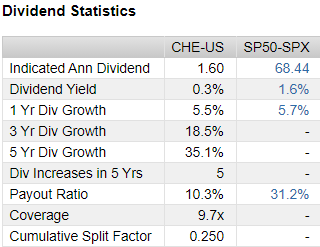 Dividend Statistics
CHE-US SP50-SPX
Indicated Ann Dividend 1.60 68.44
Dividend Yield 0.3% 1.6%
1 Yr Div Growth 5.5% 5.7%
3 Yr Div Growth 18.5% -
5 Yr Div Growth 35.1% -
Div Increases in 5 Yrs 5 -
Payout Ratio 10.3% 31.2%
Coverage 9.7x -
Cumulative Split Factor 0.250 -